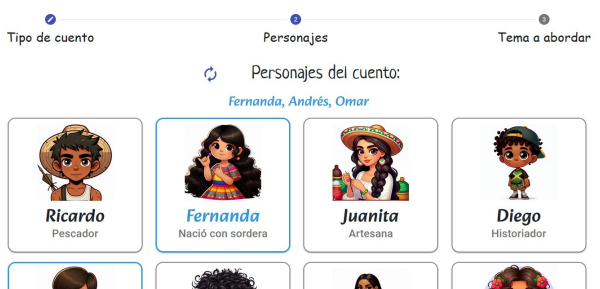 2
3
Tipo de cuento
Personajes
Tema a abordar
Personajes del cuento:
Fernanda, Andrés, Omar
Ricardo
Pescador
Fernanda
Nació con sordera
Juanita
Artesana
Diego
Historiador